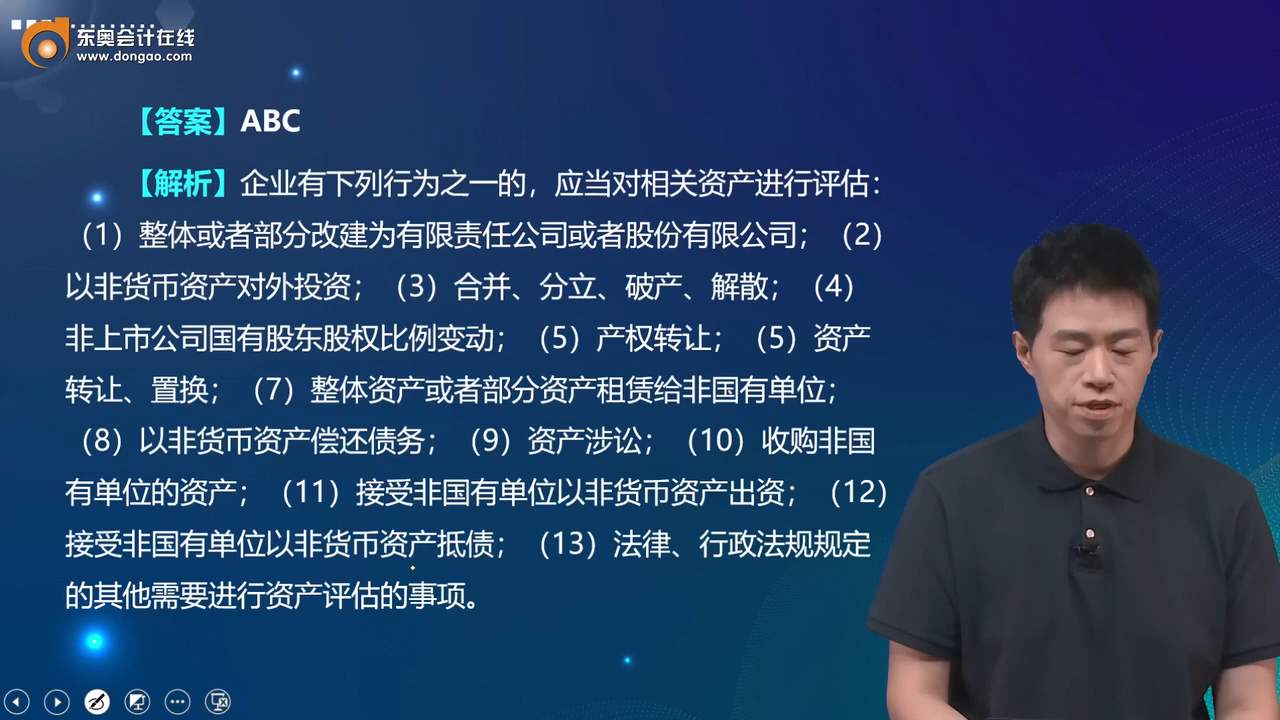 东奥会计在线
www.dongao.com
【答案】ABC
【解析】企业有下列行为之一的，应当对相关资产进行评估：
（1）整体或者部分改建为有限责任公司或者股份有限公司；（2）
以非货币资产对外投资；（3）合并、分立、破产、解散；（4）
非上市公司国有股东股权比例变动；（5）产权转让；（5）资产
转让、置换；（7）整体资产或者部分资产租赁给非国有单位；
（8）以非货币资产偿还债务；（9）资产涉讼；（10）收购非国
有单位的资产；（11）接受非国有单位以非货币资产出资；（12）
接受非国有单位以非货币资产抵债；（13）法律、行政法规规定
的其他需要进行资产评估的事项。